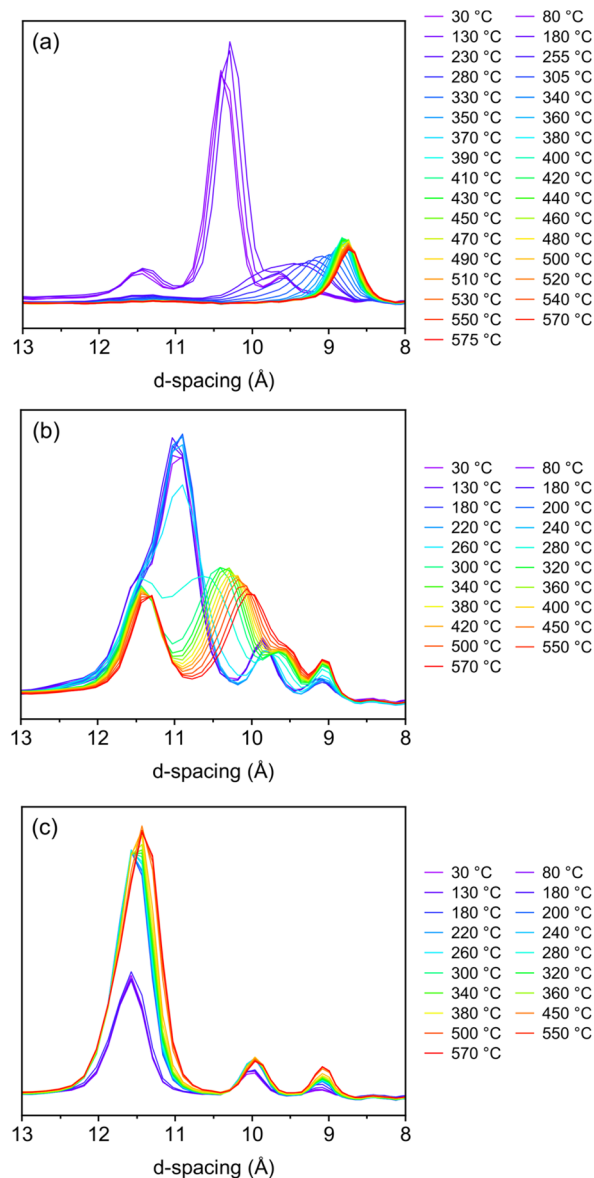 (a)
30 °C 80 °C
130 °C 180 °C
230 °C 255 °C
280 °C 305 °C
330 °C 340 °C
350 °C 360 °C
370 °C 380 °C
390 °C 400 °C
410 °C 420 °C
430 °C 440 °C
450 °C 460 °C
470 °C 480 °C
490 °C 500 °C
510 °C 520 °C
530 °C 540 °C
550 °C 570 °C
575 °C
13 12 11 10 9 8
d-spacing (Å)
(b)
30 °C 80 °C
130 °C 180 °C
180 °C 200 °C
220 °C 240 °C
260 °C 280 °C
300 °C 320 °C
340 °C 360 °C
380 °C 400 °C
420 °C 450 °C
500 °C 550 °C
570 °C
13 12 11 10 9 8
d-spacing (Å)
(c)
30 °C 80 °C
130 °C 180 °C
180 °C 200 °C
220 °C 240 °C
260 °C 280 °C
300 °C 320 °C
340 °C 360 °C
380 °C 450 °C
500 °C 550 °C
570 °C
13 12 11 10 9 8
d-spacing (Å)